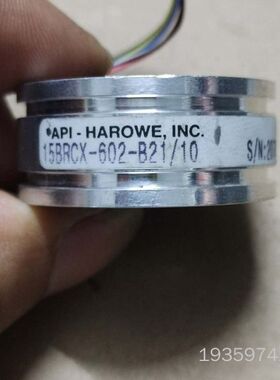 API - HAROWE, INC.
15BRCX-602-B21/10
S/N:
1935974